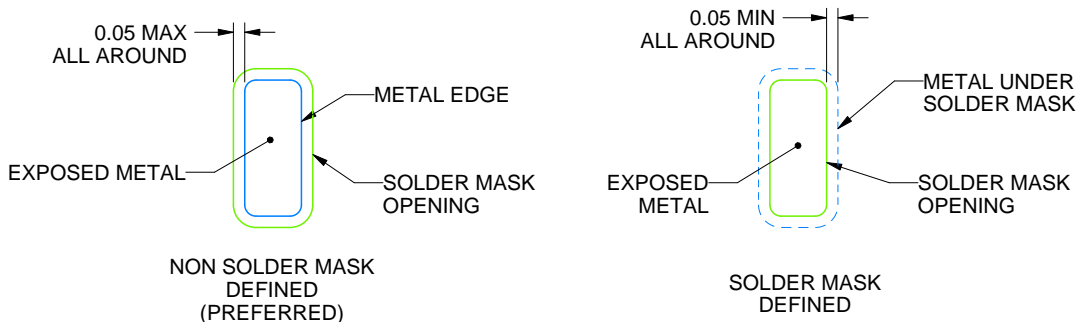 0.05 MAX
ALL AROUND
METAL EDGE
EXPOSED METAL
SOLDER MASK
OPENING
NON SOLDER MASK
DEFINED
(PREFERRED)
0.05 MIN
ALL AROUND
METAL UNDER
SOLDER MASK
EXPOSED
METAL
SOLDER MASK
OPENING
SOLDER MASK
DEFINED